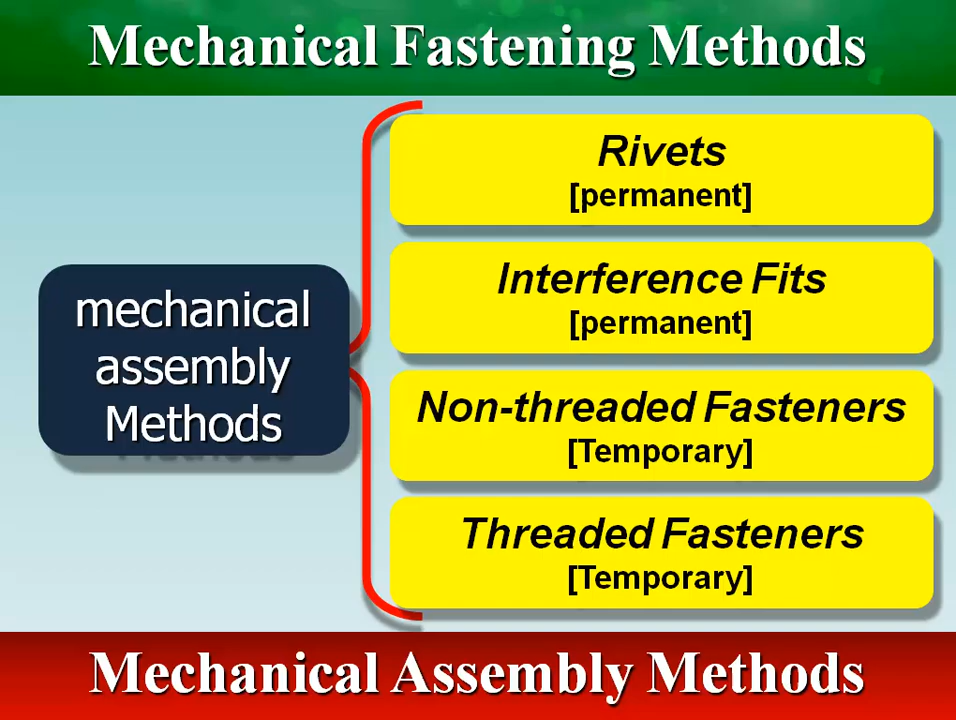 Mechanical Fastening Methods
Rivets
[permanent]
Interference Fits
[permanent]
mechanical
assembly
Methods
Non-threaded Fasteners
[Temporary]
Threaded Fasteners
[Temporary]
Mechanical Assembly Methods